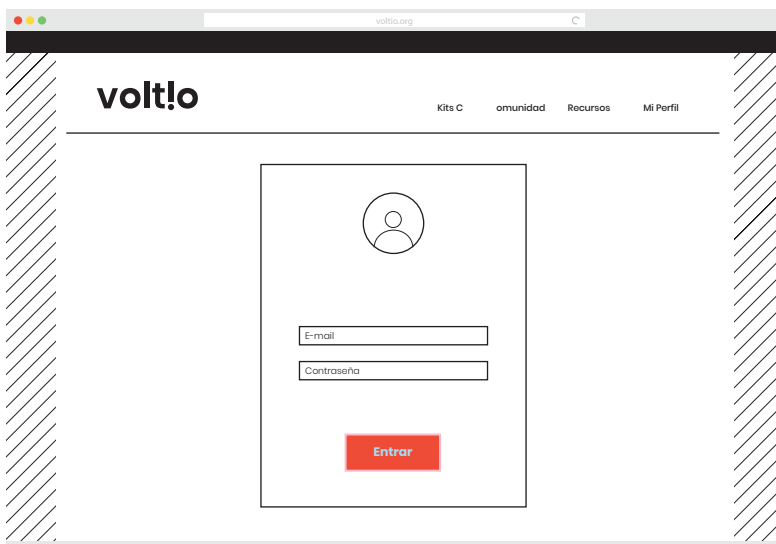 voltio.org
volt!o
Kits C omunidad Recursos Mi Perfil
E-mail
Contraseña
Entrar